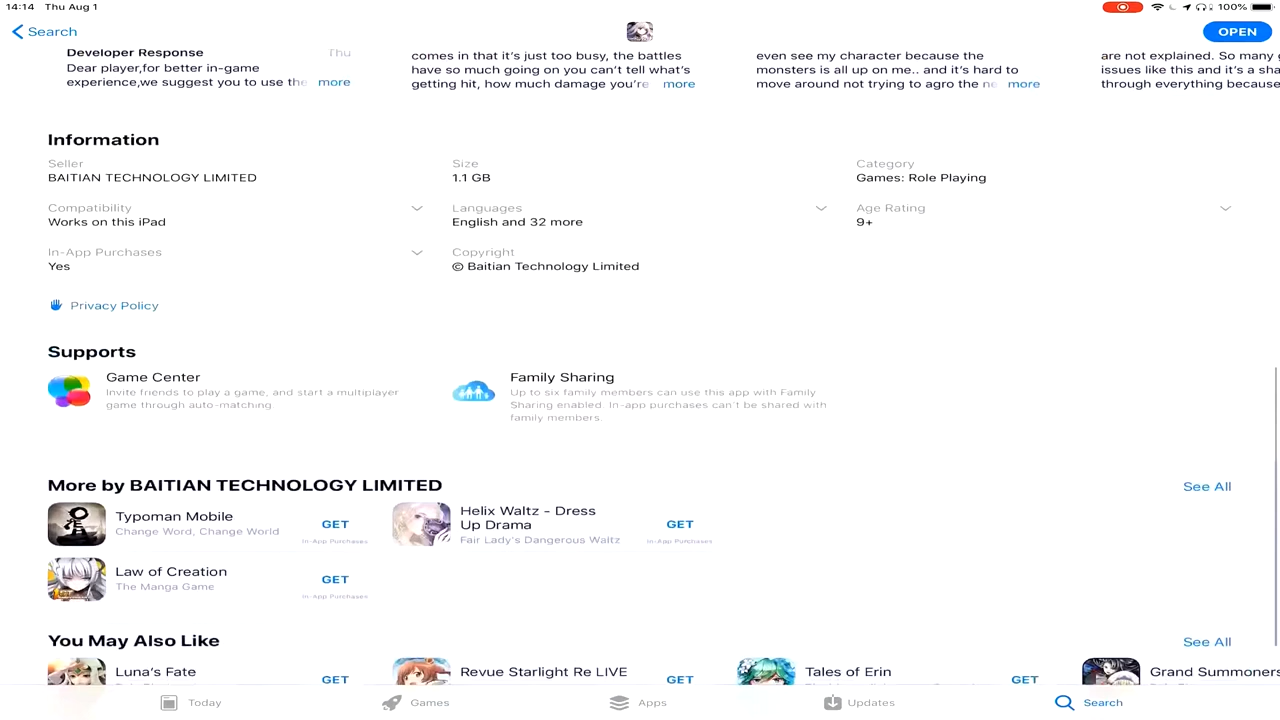 14:14 Thu Aug 1
100%
Search
OPEN
Developer Response
Thu
Dear player,for better in-game
experience,we suggest you to use the
more
comes in that it's just too busy, the battles
have so much going on you can't tell what's
getting hit, how much damage you're
more
even see my character because the
monsters is all up on me.. and it's hard to
move around not trying to agro the
more
are not explained. So many
issues like this and it's a
through everything because
Information
Seller
BAITIAN TECHNOLOGY LIMITED
Size
1.1 GB
Category
Games: Role Playing
Compatibility
Works on this iPad
Languages
English and 32 more
Age Rating
9+
In-App Purchases
Yes
Copyright
© Baitian Technology Limited
Privacy Policy
Supports
Game Center
Invite friends to play a game, and start a multiplayer
game through auto-matching.
Family Sharing
Up to six family members can use this app with Family
Sharing enabled. In-app purchases can't be shared with
family members.
More by BAITIAN TECHNOLOGY LIMITED
See All
Typoman Mobile
Change Word, Change World
GET
In-App Purchases
Helix Waltz - Dress
Up Drama
Fair Lady's Dangerous Waltz
GET
In-App Purchases
Law of Creation
The Manga Game
GET
In-App Purchases
You May Also Like
See All
Luna's Fate
GET
Revue Starlight Re LIVE
GET
Tales of Erin
GET
Grand Summoners
Today
Games
Apps
Updates
Search